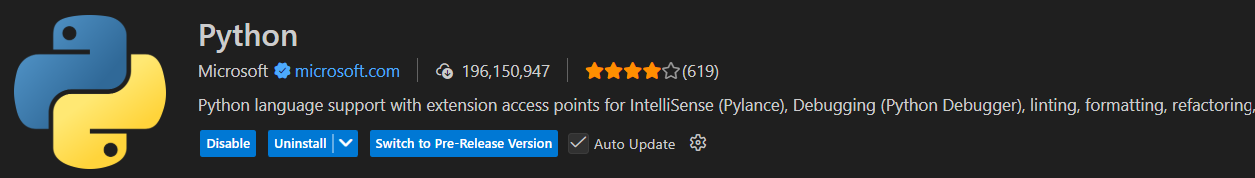 Python
Microsoft microsoft.com 196,150,947 (619)
Python language support with extension access points for IntelliSense (Pylance), Debugging (Python Debugger), linting, formatting, refactoring,
Disable Uninstall Switch to Pre-Release Version Auto Update